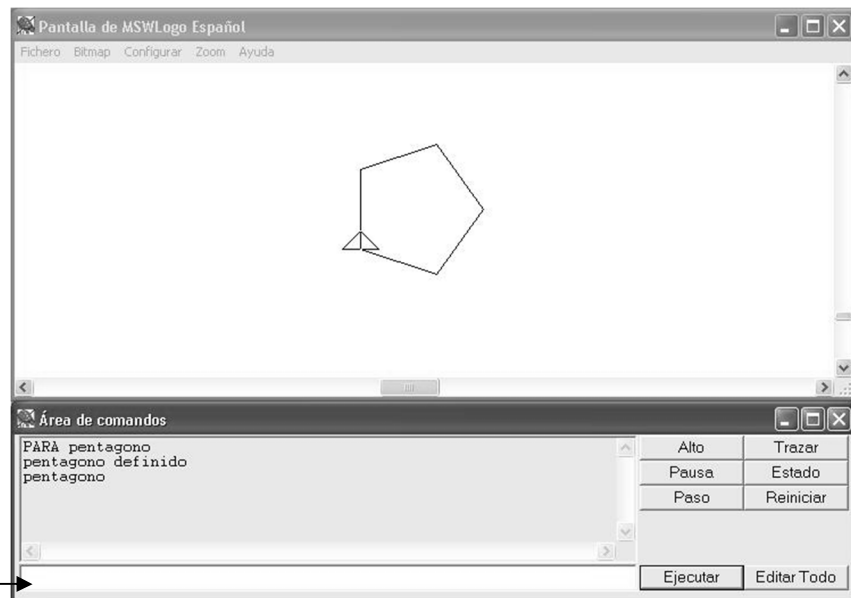 Pantalla de MSWLogo Español
Fichero Bitmap Configurar Zoom Ayuda
Área de comandos
PARA pentagono
pentagono definido
pentagono
Alto Trazar
Pausa Estado
Paso Reiniciar
Ejecutar Editar Todo